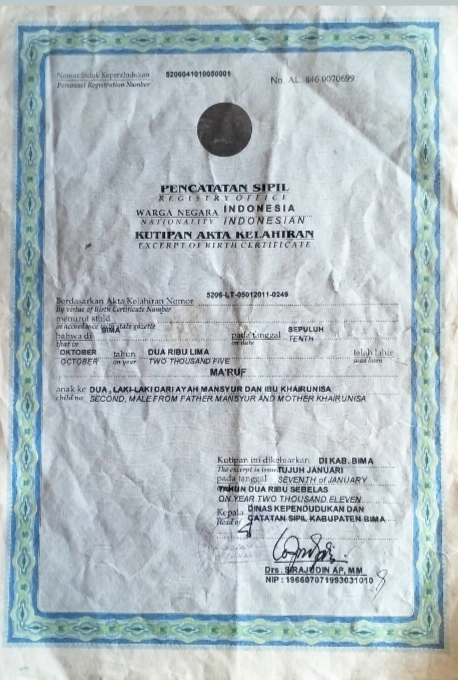 Nomor Induk Kependudukan 5206041010050001
Personal Registration Number
No. AL. 846.0070699
PENCATATAN SIPIL
REGISTRY OFFICE
WARGA NEGARA INDONESIA
NATIONALITY INDONESIAN
KUTIPAN AKTA KELAHIRAN
EXCERPT OF BIRTH CERTIFICATE
Berdasarkan Akta Kelahiran Nomor 5206-LT-05012011-0249
By virtue of Birth Certificate Number
menurut stbld
in accordance with state gazette
bahwa di BIMA pada tanggal SEPULUH
that in on date TENTH
OKTOBER tahun DUA RIBU LIMA telah lahir
OCTOBER on year TWO THOUSAND FIVE was born
MA'RUF
anak ke DUA, LAKI-LAKI DARI AYAH MANSYUR DAN IBU KHAIRUNISA
child no. SECOND, MALE FROM FATHER MANSYUR AND MOTHER KHAIRUNISA
Kutipan ini dikeluarkan DI KAB. BIMA
The excerpt is issued TUJUH JANUARI
pada tanggal SEVENTH of JANUARY
TAHUN DUA RIBU SEBELAS
ON YEAR TWO THOUSAND ELEVEN
Kepala DINAS KEPENDUDUKAN DAN
Head of CATATAN SIPIL KABUPATEN BIMA
Drs. SIRAJUDIN AP, MM
NIP : 196607071993031010